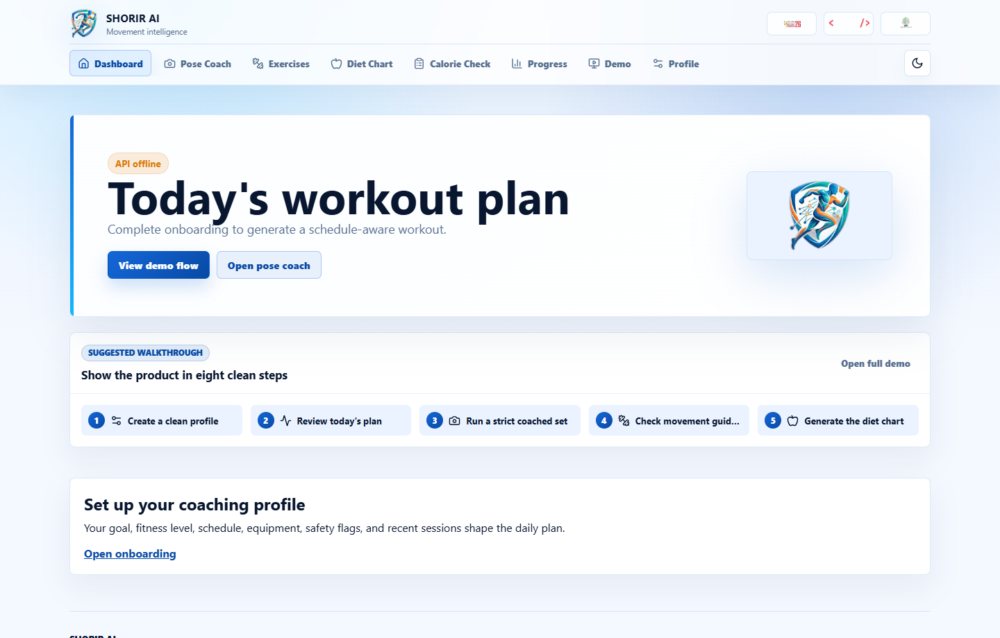 SHORIR AI
Movement intelligence
26
< />
Dashboard
Pose Coach
Exercises
Diet Chart
Calorie Check
Progress
Demo
Profile
API offline
Today's workout plan
Complete onboarding to generate a schedule-aware workout.
View demo flow
Open pose coach
SUGGESTED WALKTHROUGH
Show the product in eight clean steps
Open full demo
1 Create a clean profile
2 Review today's plan
3 Run a strict coached set
4 Check movement guid...
5 Generate the diet chart
Set up your coaching profile
Your goal, fitness level, schedule, equipment, safety flags, and recent sessions shape the daily plan.
Open onboarding
SHORIR AI